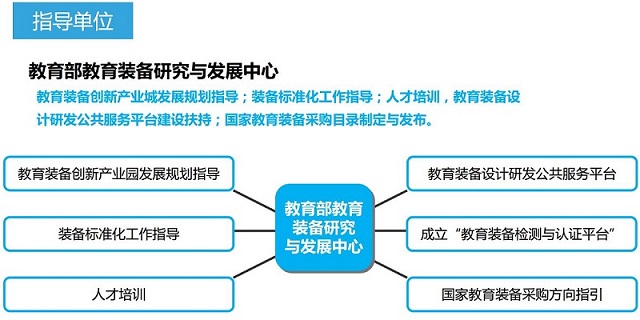 指导单位
教育部教育装备研究与发展中心
教育装备创新产业城发展规划指导；装备标准化工作指导；人才培训，教育装备设
计研发公共服务平台建设扶持；国家教育装备采购目录制定与发布。
教育装备创新产业园发展规划指导
装备标准化工作指导
人才培训
教育部教育
装备研究
与发展中心
教育装备设计研发公共服务平台
成立“教育装备检测与认证平台”
国家教育装备采购方向指引